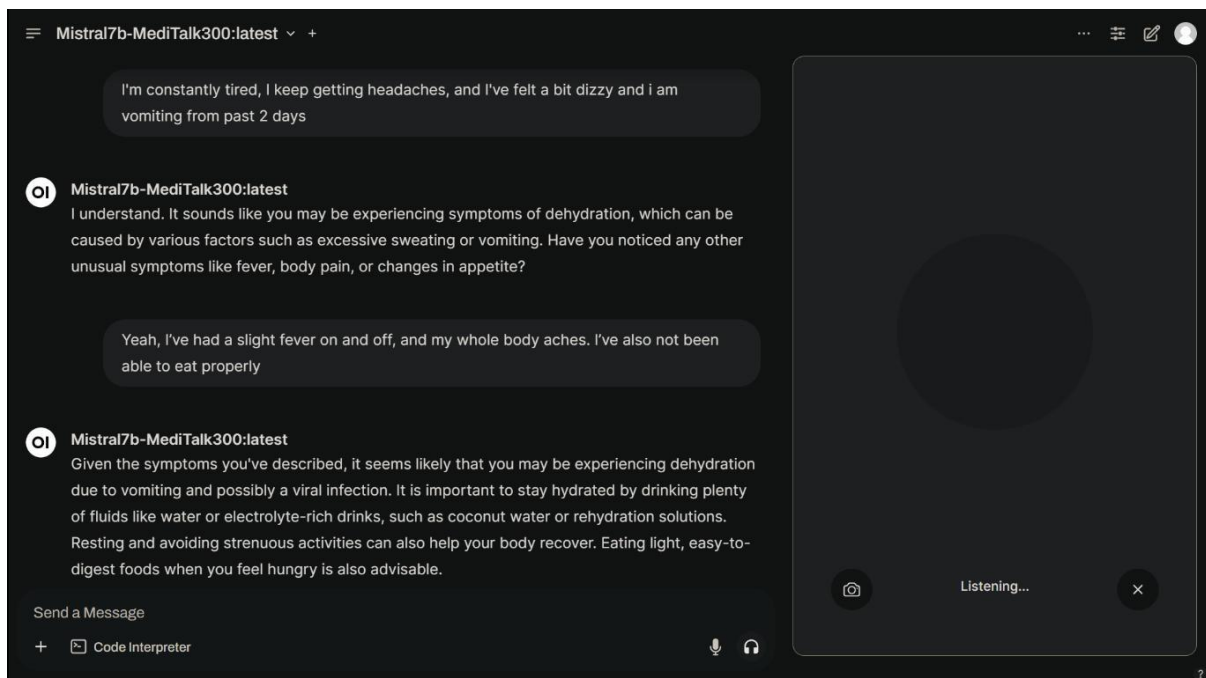 Mistral7b-MediTalk300:latest
I'm constantly tired, I keep getting headaches, and I've felt a bit dizzy and i am
vomiting from past 2 days
OI
Mistral7b-MediTalk300:latest
I understand. It sounds like you may be experiencing symptoms of dehydration, which can be
caused by various factors such as excessive sweating or vomiting. Have you noticed any other
unusual symptoms like fever, body pain, or changes in appetite?
Yeah, I've had a slight fever on and off, and my whole body aches. I've also not been
able to eat properly
OI
Mistral7b-MediTalk300:latest
Given the symptoms you've described, it seems likely that you may be experiencing dehydration
due to vomiting and possibly a viral infection. It is important to stay hydrated by drinking plenty
of fluids like water or electrolyte-rich drinks, such as coconut water or rehydration solutions.
Resting and avoiding strenuous activities can also help your body recover. Eating light, easy-to-
digest foods when you feel hungry is also advisable.
Send a Message
Code Interpreter
Listening...
?